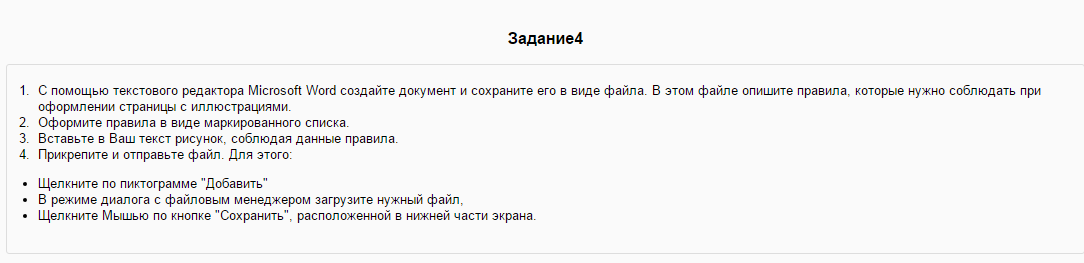 Задание4
1. С помощью текстового редактора Microsoft Word создайте документ и сохраните его в виде файла. В этом файле опишите правила, которые нужно соблюдать при
оформлении страницы с иллюстрациями.
2. Оформите правила в виде маркированного списка.
3. Вставьте в Ваш текст рисунок, соблюдая данные правила.
4. Прикрепите и отправьте файл. Для этого:
• Щелкните по пиктограмме "Добавить"
• В режиме диалога с файловым менеджером загрузите нужный файл,
• Щелкните Мышью по кнопке "Сохранить", расположенной в нижней части экрана.